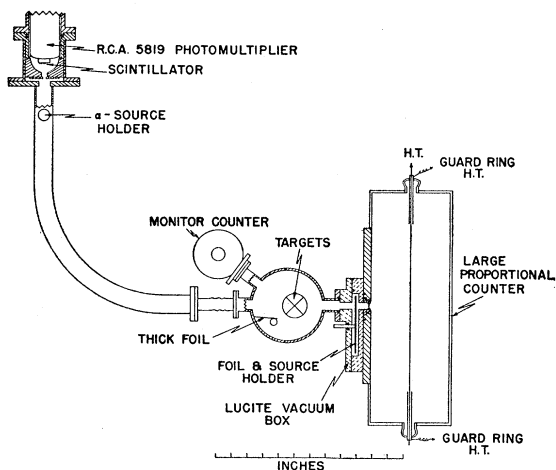 R.C.A. 5819 PHOTOMULTIPLIER
SCINTILLATOR
α-SOURCE
HOLDER
H.T.
GUARD RING
H.T.
MONITOR COUNTER
TARGETS
LARGE
PROPORTIONAL
COUNTER
THICK FOIL
FOIL & SOURCE
HOLDER
LUCITE VACUUM
BOX
GUARD RING
H.T.
INCHES